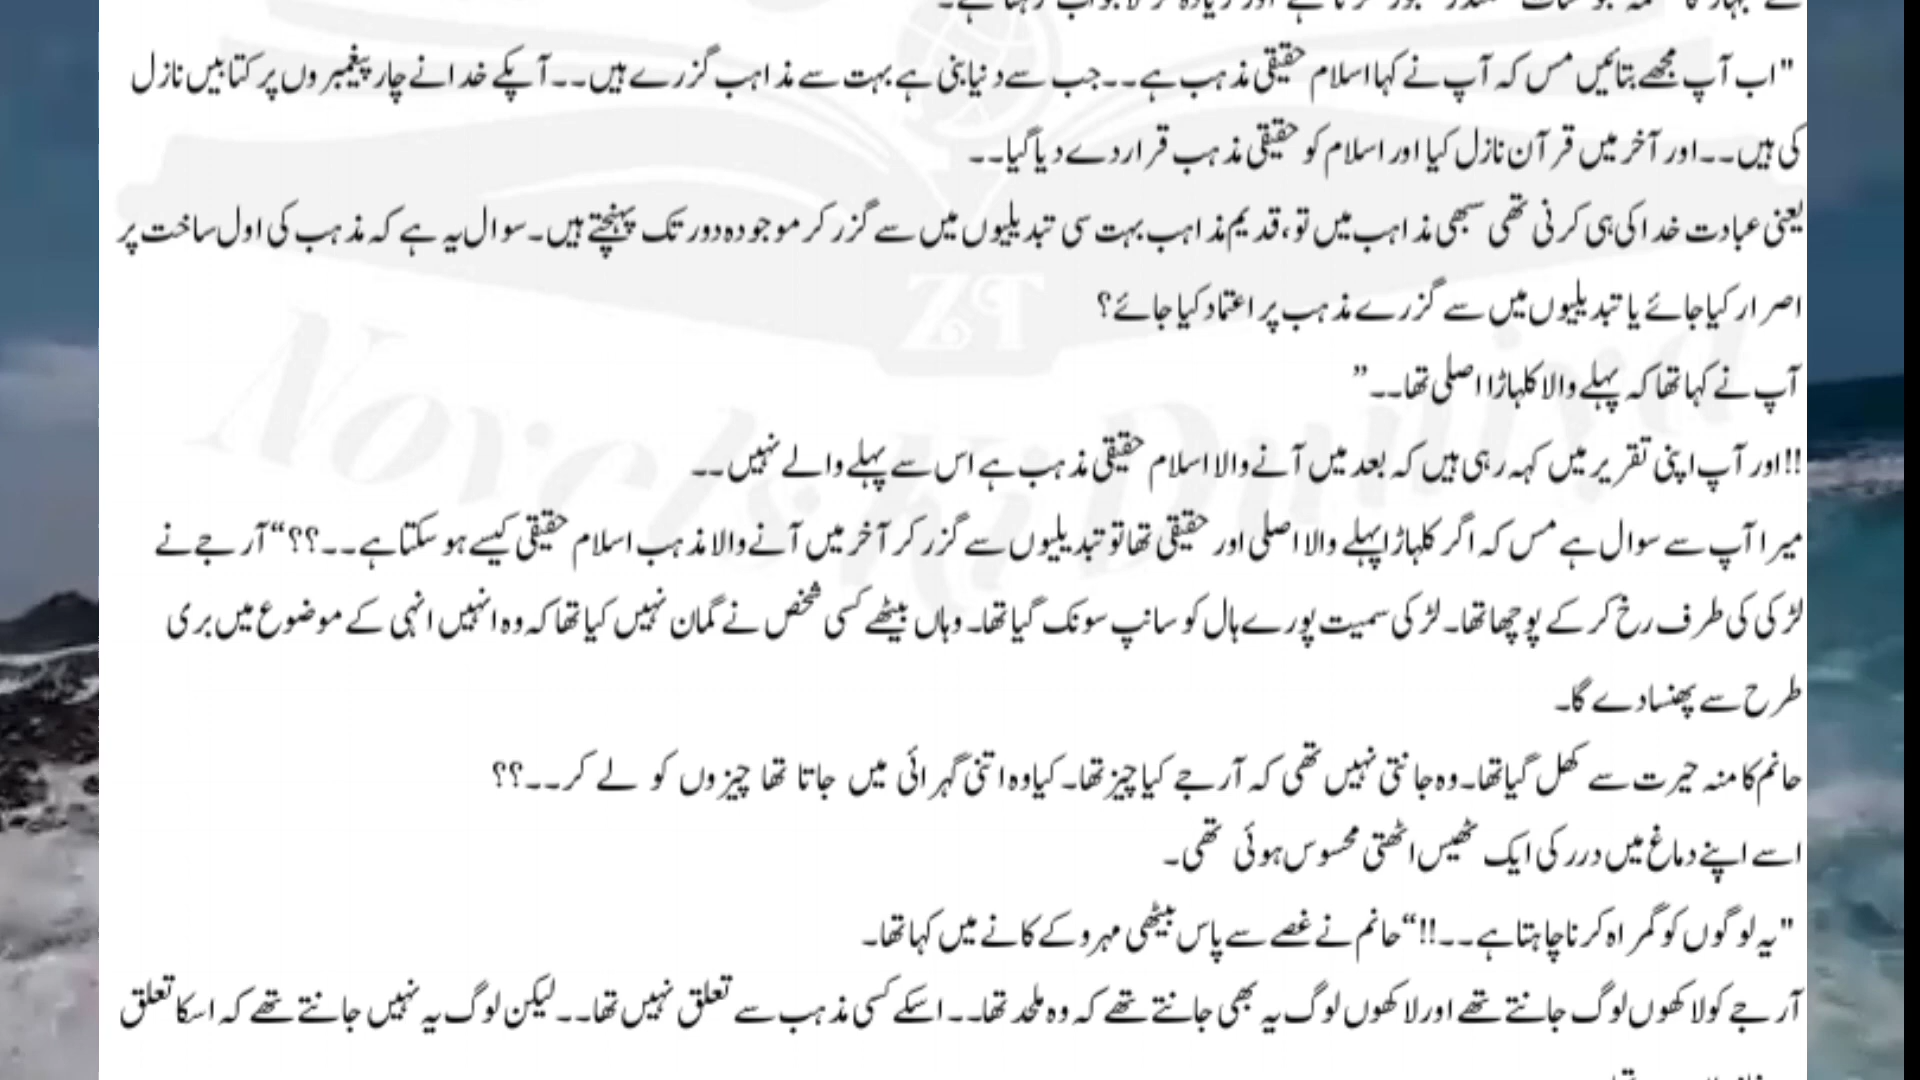 "اب آپ مجھے بتائیں مس کہ آپ نے کہا اسلام حقیقی مذہب ہے۔۔جب سے دنیا بنی ہے بہت سے مذاہب گزرے ہیں۔۔آپکے خدا نے چار پیغمبروں پر کتابیں نازل
کی ہیں۔۔اور آخر میں قرآن نازل کیا اور اسلام کو حقیقی مذہب قرار دے دیا گیا۔۔
یعنی عبادت خدا کی ہی کرنی تھی سبھی مذاہب میں تو، قدیم مذاہب بہت سی تبدیلیوں میں سے گزر کر موجودہ دور تک پہنچتے ہیں۔سوال یہ ہے کہ مذہب کی اول ساخت پر
اصرار کیا جائے یا تبدیلیوں میں سے گزرے مذہب پر اعتماد کیا جائے؟
آپ نے کہا تھا کہ پہلے والا کلہاڑا اصلی تھا۔۔”
!!اور آپ اپنی تقریر میں کہہ رہی ہیں کہ بعد میں آنے والا اسلام حقیقی مذہب ہے اس سے پہلے والے نہیں۔۔
میرا آپ سے سوال ہے مس کہ اگر کلہاڑا پہلے والا اصلی اور حقیقی تھا تو تبدیلیوں سے گزر کر آخر میں آنے والا مذہب اسلام حقیقی کیسے ہو سکتا ہے۔۔؟؟“ آر جے نے
لڑکی کی طرف رخ کر کے پوچھا تھا۔ لڑکی سمیت پورے ہال کو سانپ سونگ گیا تھا۔ وہاں بیٹھے کسی شخص نے گمان نہیں کیا تھا کہ وہ انہیں انہی کے موضوع میں بری
طرح سے پھنسا دے گا۔
حانم کا منہ حیرت سے کھل گیا تھا۔وہ جانتی نہیں تھی کہ آر جے کیا چیز تھا۔ کیا وہ اتنی گہرائی میں جاتا تھا چیزوں کو لے کر۔۔؟؟
اسے اپنے دماغ میں درر کی ایک ٹھیس اٹھتی محسوس ہوئی تھی۔
"یہ لوگوں کو گمراہ کرنا چاہتا ہے۔۔!!“ حانم نے غصے سے پاس بیٹھی مہرو کے کانے میں کہا تھا۔
آر جے کو لاکھوں لوگ جانتے تھے اور لاکھوں لوگ یہ بھی جانتے تھے کہ وہ ملحد تھا۔۔اسکے کسی مذہب سے تعلق نہیں تھا۔۔لیکن لوگ یہ نہیں جانتے تھے کہ اسکا تعلق
ZT
Novels Ki Duniya